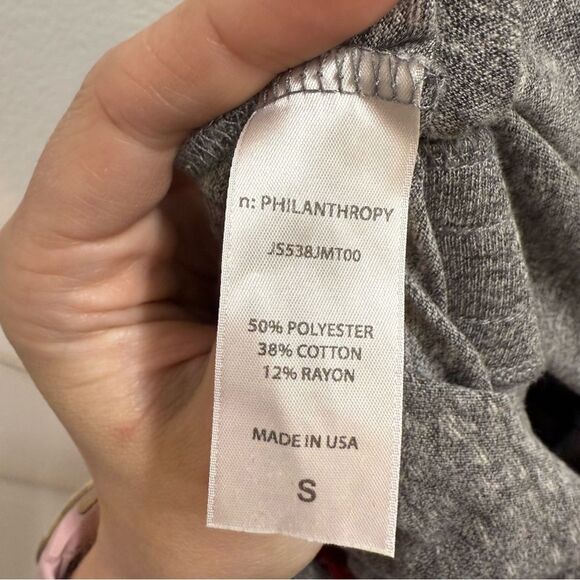 n: PHILANTHROPY
JS538JMT00
50% POLYESTER
38% COTTON
12% RAYON
MADE IN USA
S